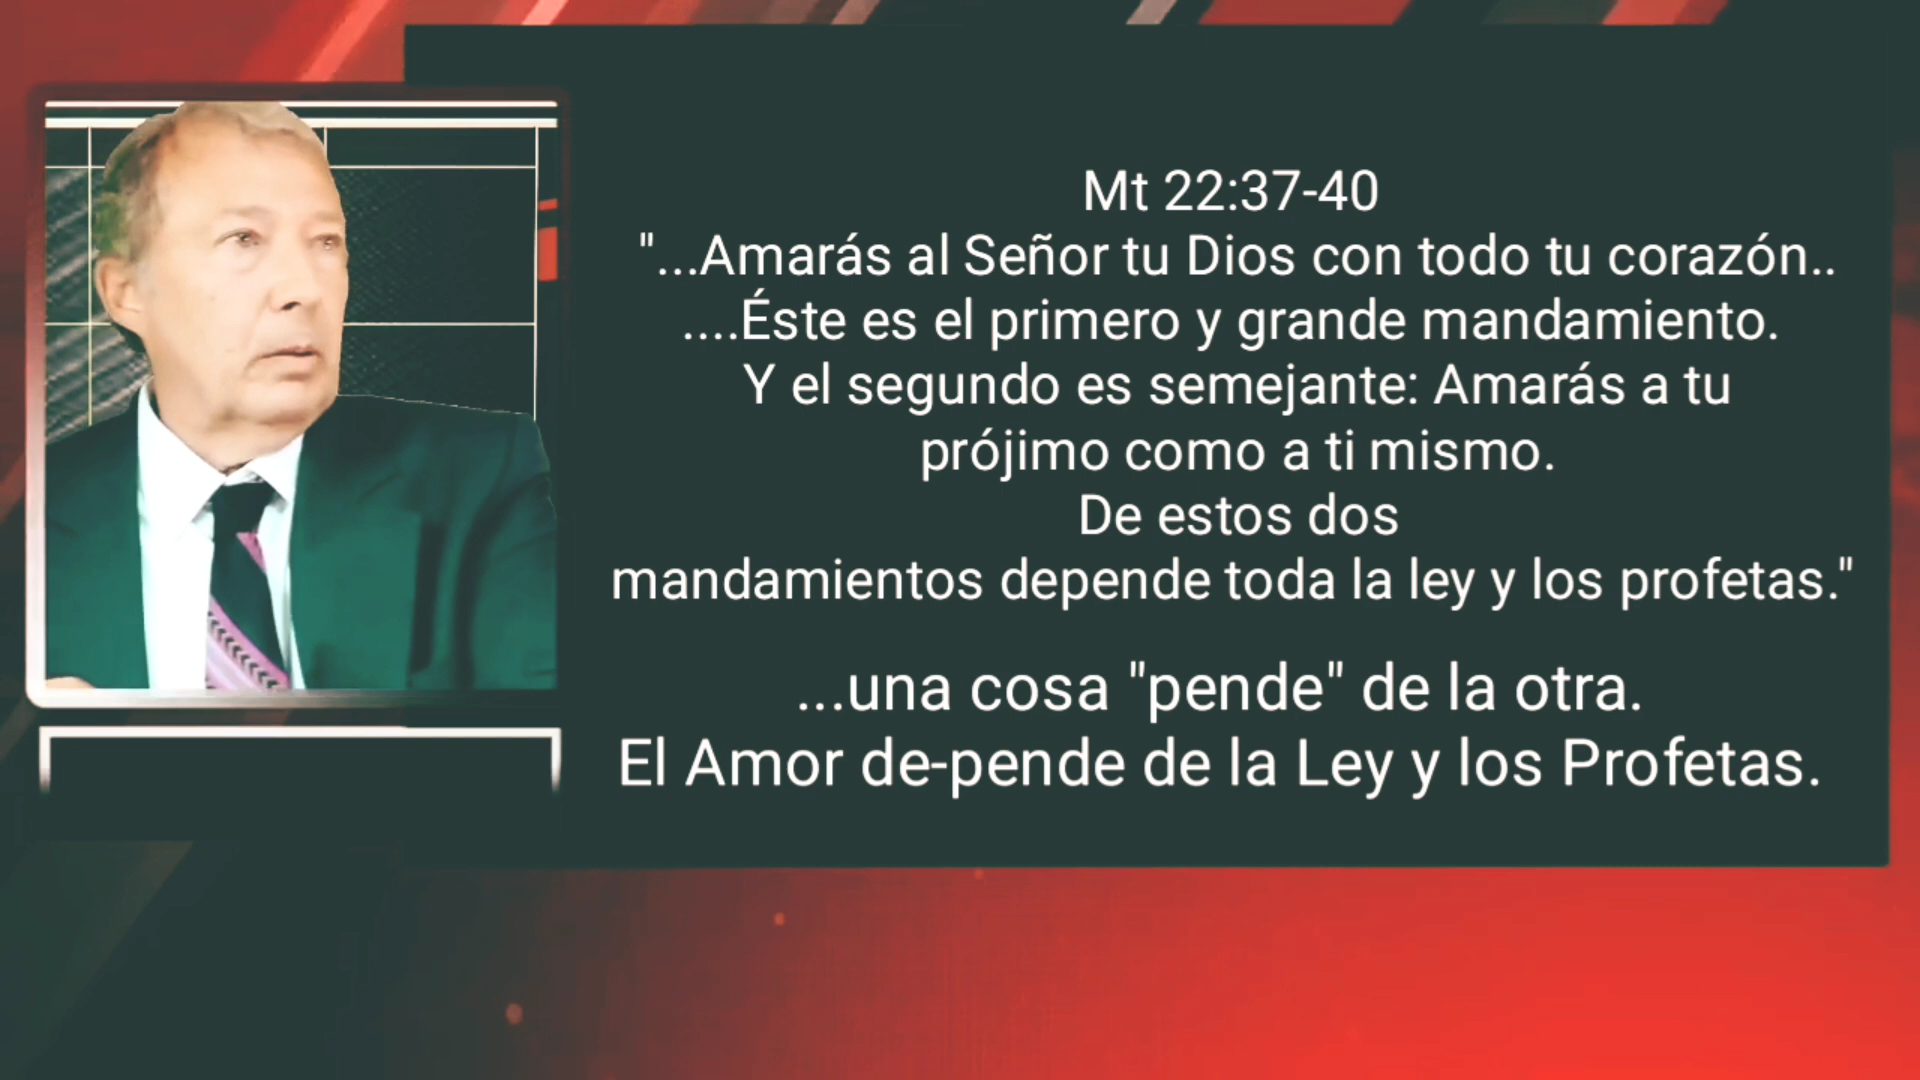 Mt 22:37-40
"...Amarás al Señor tu Dios con todo tu corazón..
....Éste es el primero y grande mandamiento.
Y el segundo es semejante: Amarás a tu
prójimo como a ti mismo.
De estos dos
mandamientos depende toda la ley y los profetas."
...una cosa "pende" de la otra.
El Amor de-pende de la Ley y los Profetas.